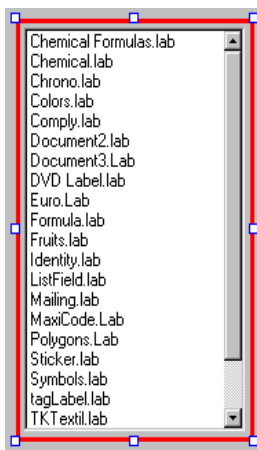 Chemical Formulas.lab
Chemical.lab
Chrono.lab
Colors.lab
Comply.lab
Document2.lab
Document3.Lab
DVD Label.lab
Euro.Lab
Formula.lab
Fruits.lab
Identity.lab
ListField.lab
Mailing.lab
MaxiCode.Lab
Polygons.Lab
Sticker.lab
Symbols.lab
tagLabel.lab
TKTextil.lab